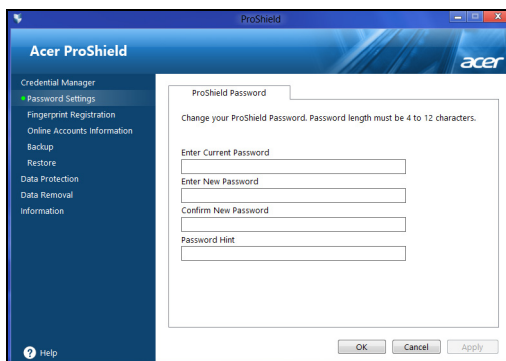 ProShield
Acer ProShield
acer
Credential Manager
Password Settings
Fingerprint Registration
Online Accounts Information
Backup
Restore
Data Protection
Data Removal
Information
Help
ProShield Password
Change your ProShield Password. Password length must be 4 to 12 characters.
Enter Current Password
Enter New Password
Confirm New Password
Password Hint
OK
Cancel
Apply